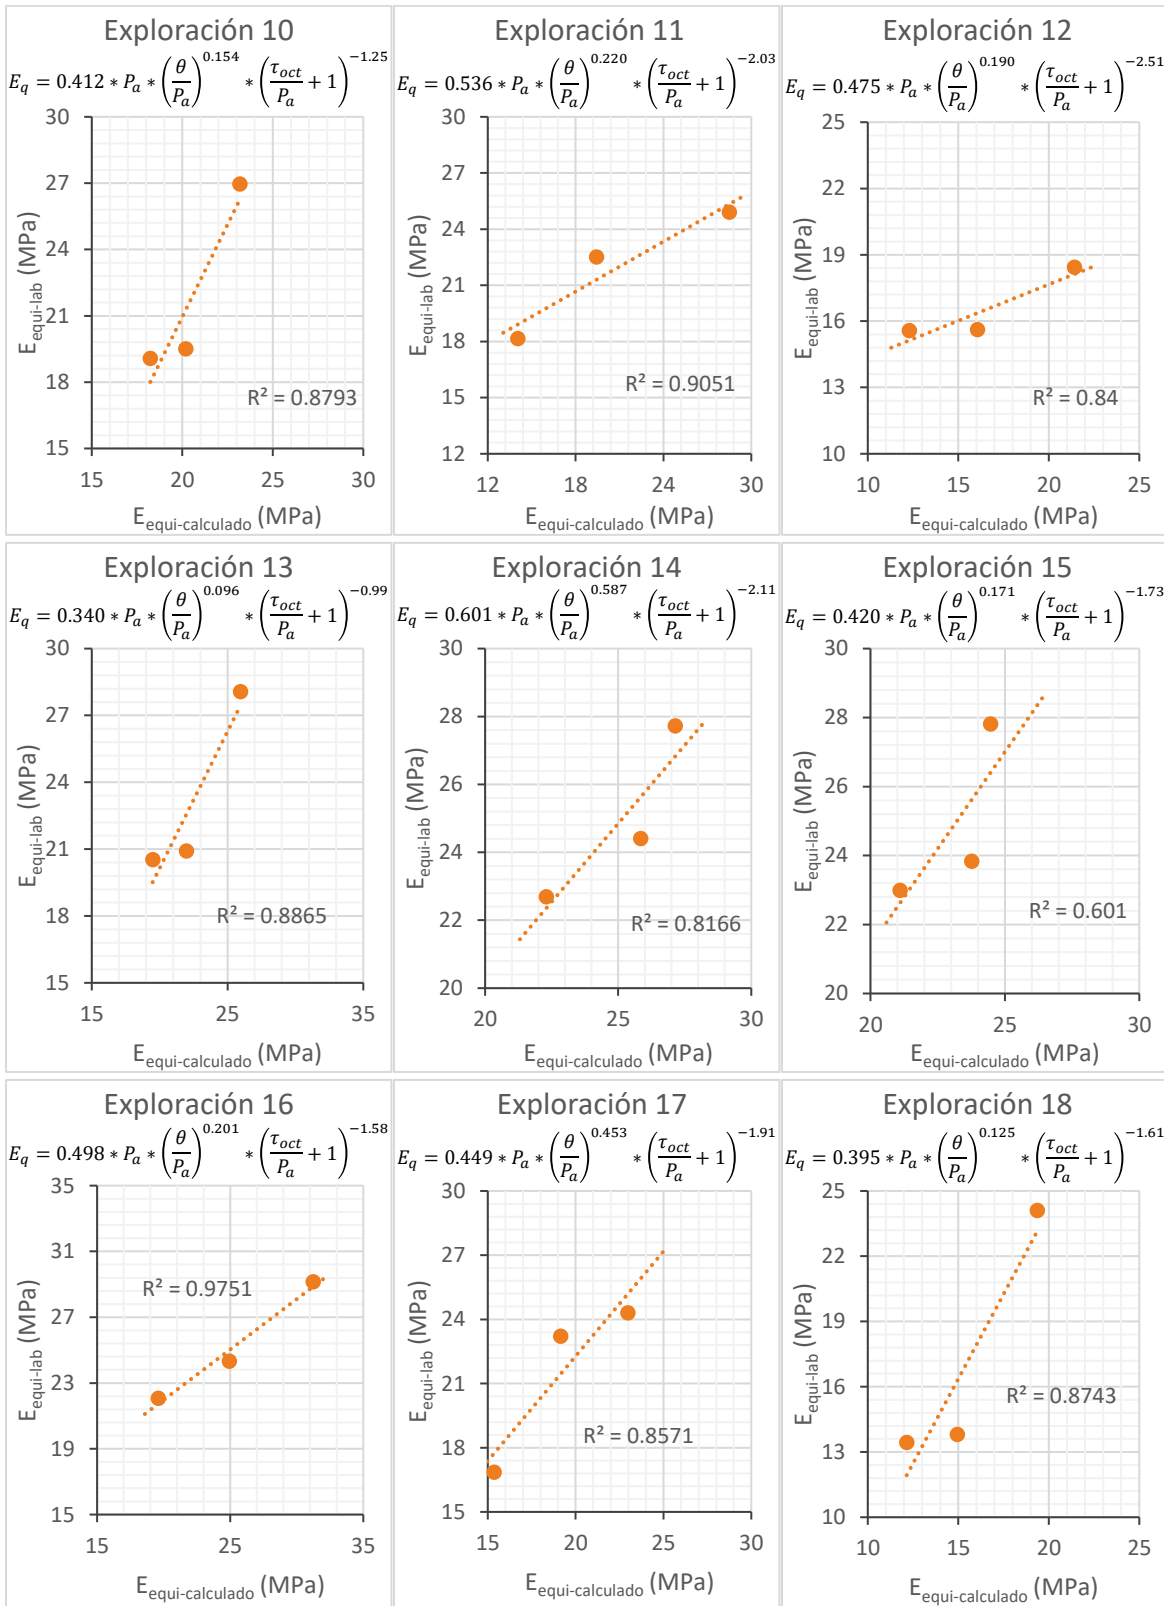 Exploración 10
E_q = 0.412 * P_a * (θ/P_a)^0.154 * (τ_oct/P_a + 1)^−1.25
30
27
24
21
18
15
E_equi-lab (MPa)
R² = 0.8793
15 20 25 30
E_equi-calculado (MPa)
Exploración 11
E_q = 0.536 * P_a * (θ/P_a)^0.220 * (τ_oct/P_a + 1)^−2.03
30
27
24
21
18
15
12
E_equi-lab (MPa)
R² = 0.9051
12 18 24 30
E_equi-calculado (MPa)
Exploración 12
E_q = 0.475 * P_a * (θ/P_a)^0.190 * (τ_oct/P_a + 1)^−2.51
25
22
19
16
13
10
E_equi-lab (MPa)
R² = 0.84
10 15 20 25
E_equi-calculado (MPa)
Exploración 13
E_q = 0.340 * P_a * (θ/P_a)^0.096 * (τ_oct/P_a + 1)^−0.99
30
27
24
21
18
15
E_equi-lab (MPa)
R² = 0.8865
15 25 35
E_equi-calculado (MPa)
Exploración 14
E_q = 0.601 * P_a * (θ/P_a)^0.587 * (τ_oct/P_a + 1)^−2.11
30
28
26
24
22
20
E_equi-lab (MPa)
R² = 0.8166
20 25 30
E_equi-calculado (MPa)
Exploración 15
E_q = 0.420 * P_a * (θ/P_a)^0.171 * (τ_oct/P_a + 1)^−1.73
30
28
26
24
22
20
E_equi-lab (MPa)
R² = 0.601
20 25 30
E_equi-calculado (MPa)
Exploración 16
E_q = 0.498 * P_a * (θ/P_a)^0.201 * (τ_oct/P_a + 1)^−1.58
35
31
27
23
19
15
E_equi-lab (MPa)
R² = 0.9751
15 25 35
E_equi-calculado (MPa)
Exploración 17
E_q = 0.449 * P_a * (θ/P_a)^0.453 * (τ_oct/P_a + 1)^−1.91
30
27
24
21
18
15
E_equi-lab (MPa)
R² = 0.8571
15 20 25 30
E_equi-calculado (MPa)
Exploración 18
E_q = 0.395 * P_a * (θ/P_a)^0.125 * (τ_oct/P_a + 1)^−1.61
25
22
19
16
13
10
E_equi-lab (MPa)
R² = 0.8743
10 15 20 25
E_equi-calculado (MPa)